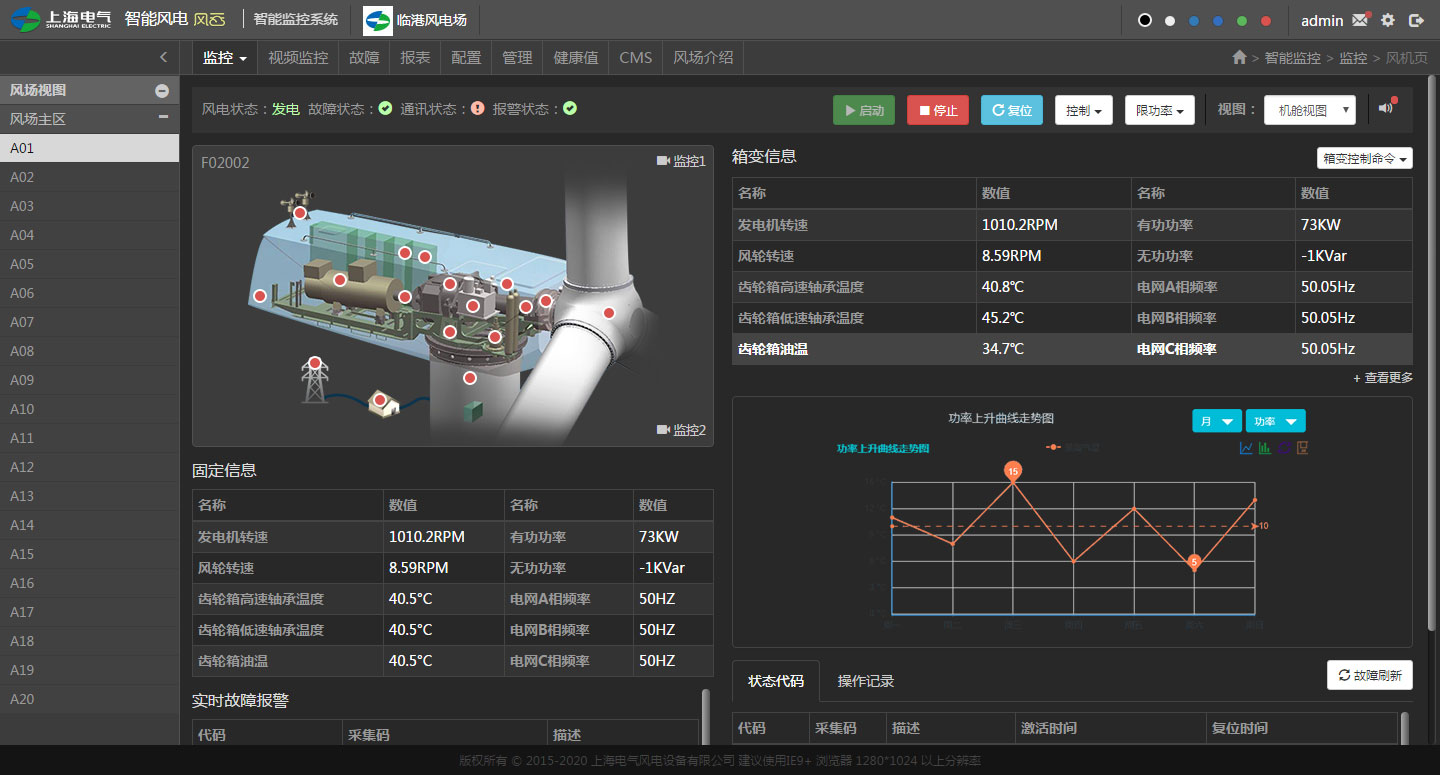 上海电气 SHANGHAI ELECTRIC 智能风电 风云 智能监控系统 临港风电场 admin
监控 视频监控 故障 报表 配置 管理 健康值 CMS 风场介绍 > 智能监控 > 监控 > 风机页
风场视图
风场主区
A01
A02
A03
A04
A05
A06
A07
A08
A09
A10
A11
A12
A13
A14
A15
A16
A17
A18
A19
A20
风电状态：发电 故障状态： 通讯状态： 报警状态： 启动 停止 复位 控制 限功率 视图： 机舱视图
F02002 监控1
监控2
固定信息
名称 数值 名称 数值
发电机转速 1010.2RPM 有功功率 73KW
风轮转速 8.59RPM 无功功率 -1KVar
齿轮箱高速轴承温度 40.5°C 电网A相频率 50HZ
齿轮箱低速轴承温度 40.5°C 电网B相频率 50HZ
齿轮箱油温 40.5°C 电网C相频率 50HZ
实时故障报警
代码 采集码 描述
箱变信息 箱变控制命令
名称 数值 名称 数值
发电机转速 1010.2RPM 有功功率 73KW
风轮转速 8.59RPM 无功功率 -1KVar
齿轮箱高速轴承温度 40.8℃ 电网A相频率 50.05Hz
齿轮箱低速轴承温度 45.2℃ 电网B相频率 50.05Hz
齿轮箱油温 34.7℃ 电网C相频率 50.05Hz
+ 查看更多
功率上升曲线走势图 月 功率
功率上升曲线走势图
15
10
5
周一 周二 周三 周四 周五 周六 周日
状态代码 操作记录 故障刷新
代码 采集码 描述 激活时间 复位时间
版权所有 © 2015-2020 上海电气风电设备有限公司 建议使用IE9+ 浏览器 1280*1024 以上分辨率